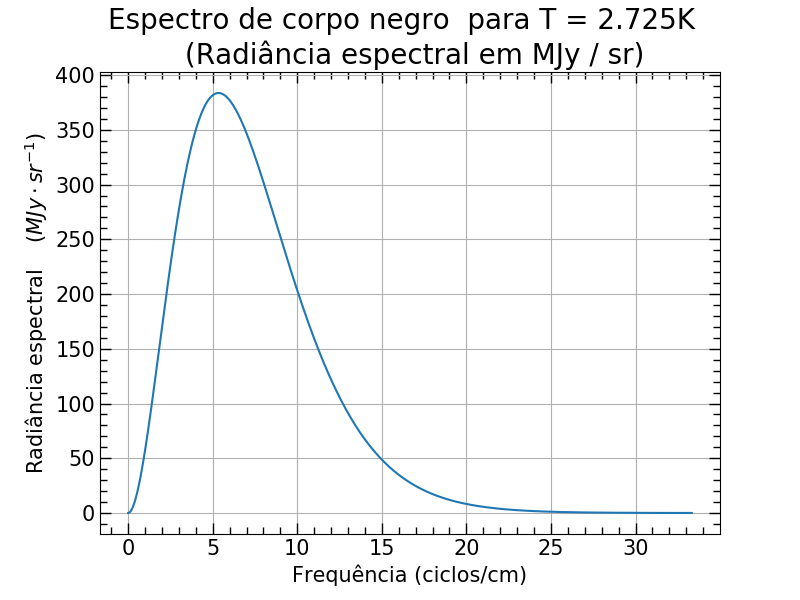 Espectro de corpo negro  para T = 2.725K
(Radiância espectral em MJy / sr)
400
350
300
250
200
150
100
50
0
Radiância espectral (MJy · sr⁻¹)
0 5 10 15 20 25 30
Frequência (ciclos/cm)